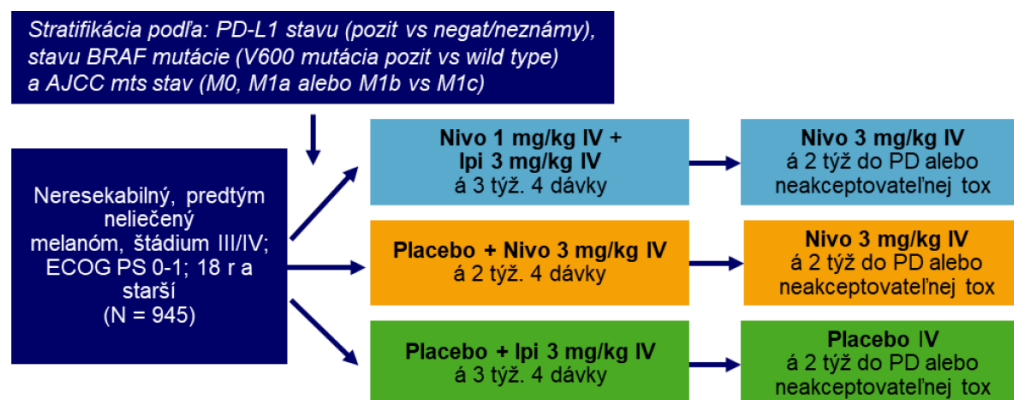 Stratifikácia podľa: PD-L1 stavu (pozit vs negat/neznámy),
stavu BRAF mutácie (V600 mutácia pozit vs wild type)
a AJCC mts stav (M0, M1a alebo M1b vs M1c)
Neresekabilný, predtým
neliečený
melanóm, štádium III/IV;
ECOG PS 0-1; 18 r a
starší
(N = 945)
Nivo 1 mg/kg IV +
Ipi 3 mg/kg IV
á 3 týž. 4 dávky
Nivo 3 mg/kg IV
á 2 týž do PD alebo
neakceptovateľnej tox
Placebo + Nivo 3 mg/kg IV
á 2 týž. 4 dávky
Nivo 3 mg/kg IV
á 2 týž do PD alebo
neakceptovateľnej tox
Placebo + Ipi 3 mg/kg IV
á 3 týž. 4 dávky
Placebo IV
á 2 týž do PD alebo
neakceptovateľnej tox